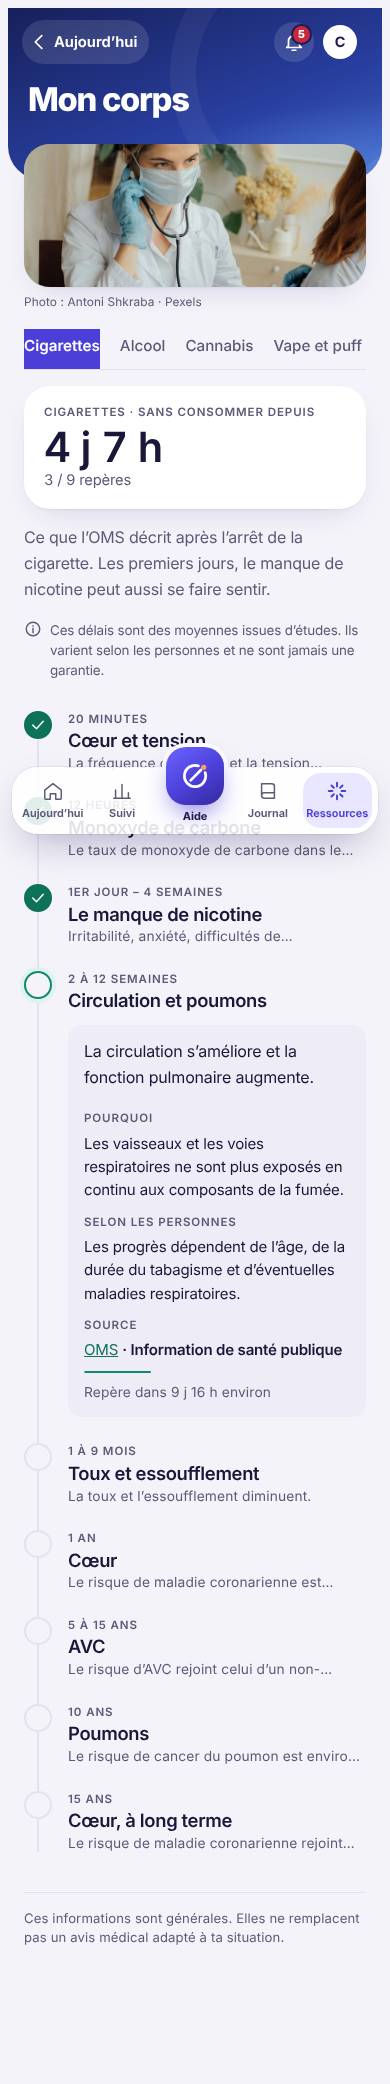 Aujourd’hui
5
C
Mon corps
Photo : Antoni Shkraba · Pexels
Cigarettes
Alcool
Cannabis
Vape et puff
CIGARETTES · SANS CONSOMMER DEPUIS
4 j 7 h
3 / 9 repères
Ce que l’OMS décrit après l’arrêt de la
cigarette. Les premiers jours, le manque de
nicotine peut aussi se faire sentir.
Ces délais sont des moyennes issues d’études. Ils
varient selon les personnes et ne sont jamais une
garantie.
20 MINUTES
Cœur et tension
La fréquence et la tension...
12 HEURES
Monoxyde de carbone
Aujourd’hui
Suivi
Aide
Journal
Ressources
Le taux de monoxyde de carbone dans le...
1ER JOUR – 4 SEMAINES
Le manque de nicotine
Irritabilité, anxiété, difficultés de...
2 À 12 SEMAINES
Circulation et poumons
La circulation s’améliore et la
fonction pulmonaire augmente.
POURQUOI
Les vaisseaux et les voies
respiratoires ne sont plus exposés en
continu aux composants de la fumée.
SELON LES PERSONNES
Les progrès dépendent de l’âge, de la
durée du tabagisme et d’éventuelles
maladies respiratoires.
SOURCE
OMS · Information de santé publique
Repère dans 9 j 16 h environ
1 À 9 MOIS
Toux et essoufflement
La toux et l’essoufflement diminuent.
1 AN
Cœur
Le risque de maladie coronarienne est...
5 À 15 ANS
AVC
Le risque d’AVC rejoint celui d’un non-...
10 ANS
Poumons
Le risque de cancer du poumon est enviro...
15 ANS
Cœur, à long terme
Le risque de maladie coronarienne rejoint...
Ces informations sont générales. Elles ne remplacent
pas un avis médical adapté à ta situation.